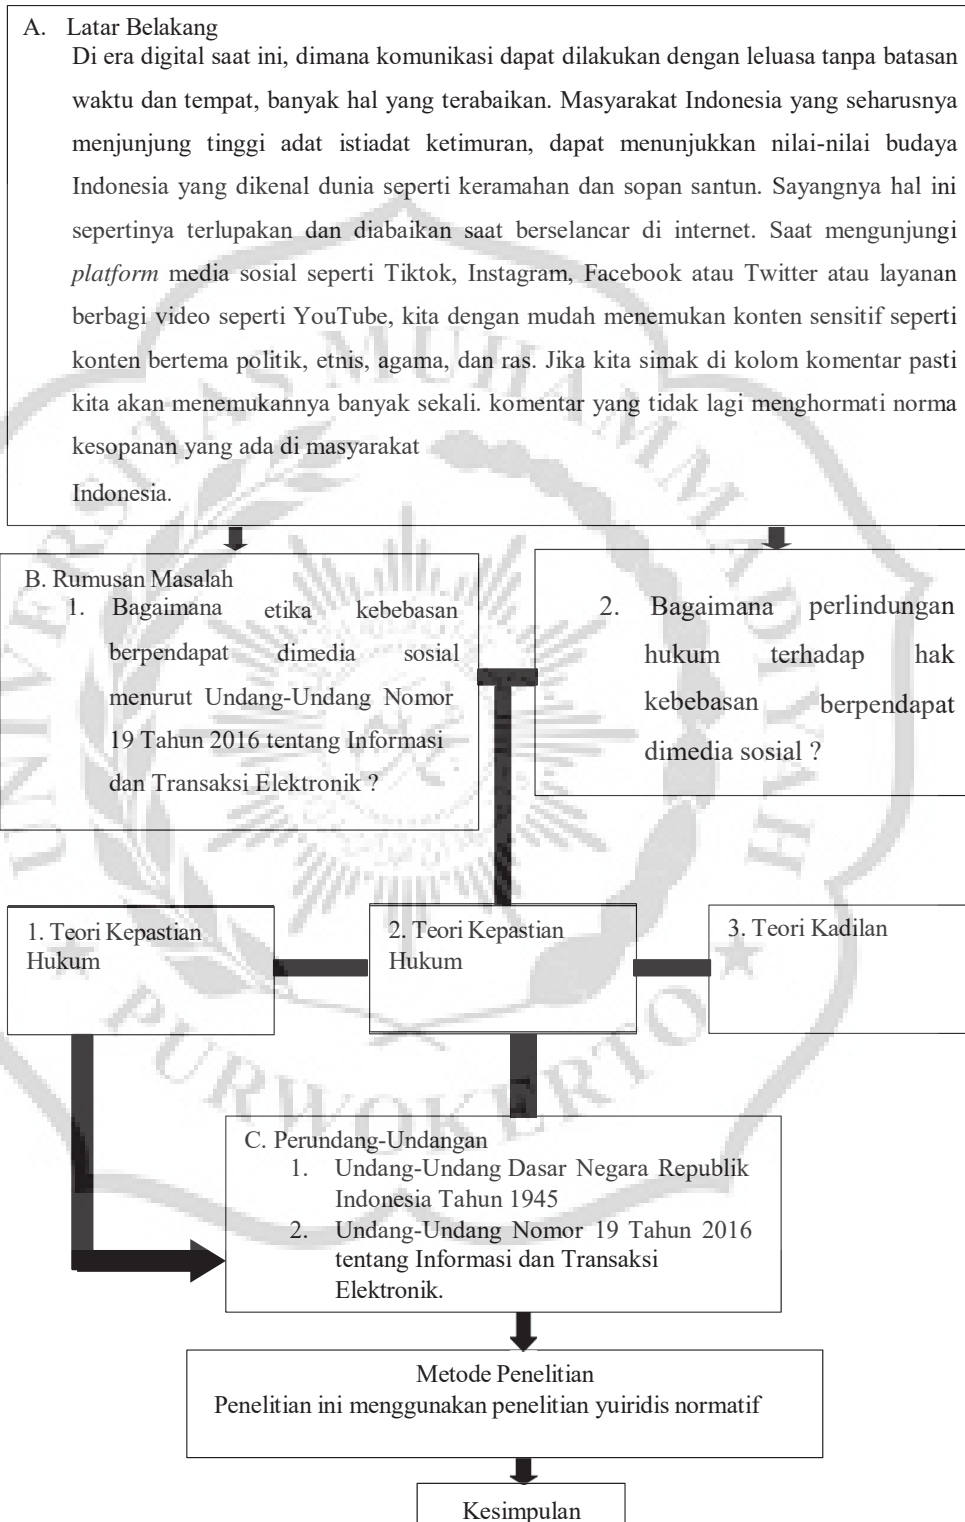 A. Latar Belakang
Di era digital saat ini, dimana komunikasi dapat dilakukan dengan leluasa tanpa batasan
waktu dan tempat, banyak hal yang terabaikan. Masyarakat Indonesia yang seharusnya
menjunjung tinggi adat istiadat ketimuran, dapat menunjukkan nilai-nilai budaya
Indonesia yang dikenal dunia seperti keramahan dan sopan santun. Sayangnya hal ini
sepertinya terlupakan dan diabaikan saat berselancar di internet. Saat mengunjungi
platform media sosial seperti Tiktok, Instagram, Facebook atau Twitter atau layanan
berbagi video seperti YouTube, kita dengan mudah menemukan konten sensitif seperti
konten bertema politik, etnis, agama, dan ras. Jika kita simak di kolom komentar pasti
kita akan menemukannya banyak sekali. komentar yang tidak lagi menghormati norma
kesopanan yang ada di masyarakat
Indonesia.
B. Rumusan Masalah
1. Bagaimana etika kebebasan
berpendapat dimedia sosial
menurut Undang-Undang Nomor
19 Tahun 2016 tentang Informasi
dan Transaksi Elektronik ?
2. Bagaimana perlindungan
hukum terhadap hak
kebebasan berpendapat
dimedia sosial ?
1. Teori Kepastian
Hukum
2. Teori Kepastian
Hukum
3. Teori Kadilan
C. Perundang-Undangan
1. Undang-Undang Dasar Negara Republik
Indonesia Tahun 1945
2. Undang-Undang Nomor 19 Tahun 2016
tentang Informasi dan Transaksi
Elektronik.
Metode Penelitian
Penelitian ini menggunakan penelitian yuiridis normatif
Kesimpulan
UNIVERSITAS MUHAMMADIYAH
PURWOKERTO